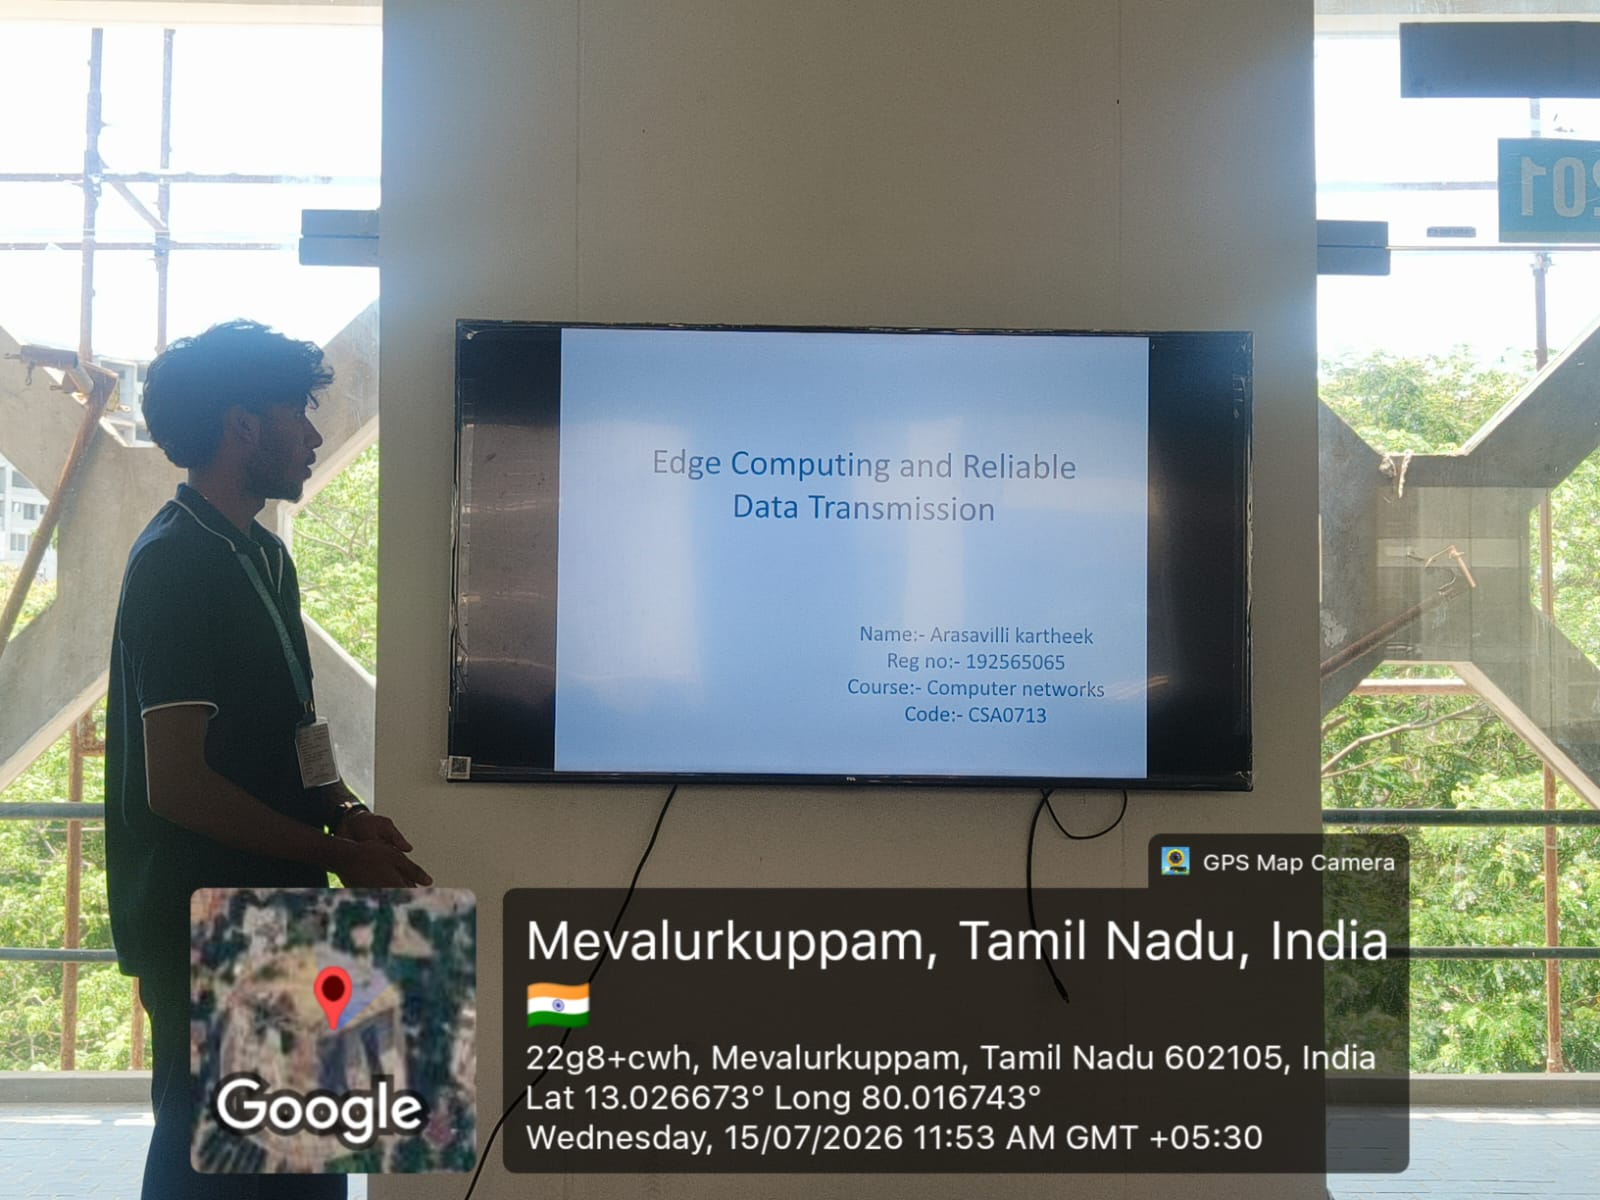 Edge Computing and Reliable
Data Transmission
Name:- Arasavilli kartheek
Reg no:- 192565065
Course:- Computer networks
Code:- CSA0713
TCL
GPS Map Camera
Mevalurkuppam, Tamil Nadu, India
22g8+cwh, Mevalurkuppam, Tamil Nadu 602105, India
Lat 13.026673° Long 80.016743°
Wednesday, 15/07/2026 11:53 AM GMT +05:30
Google